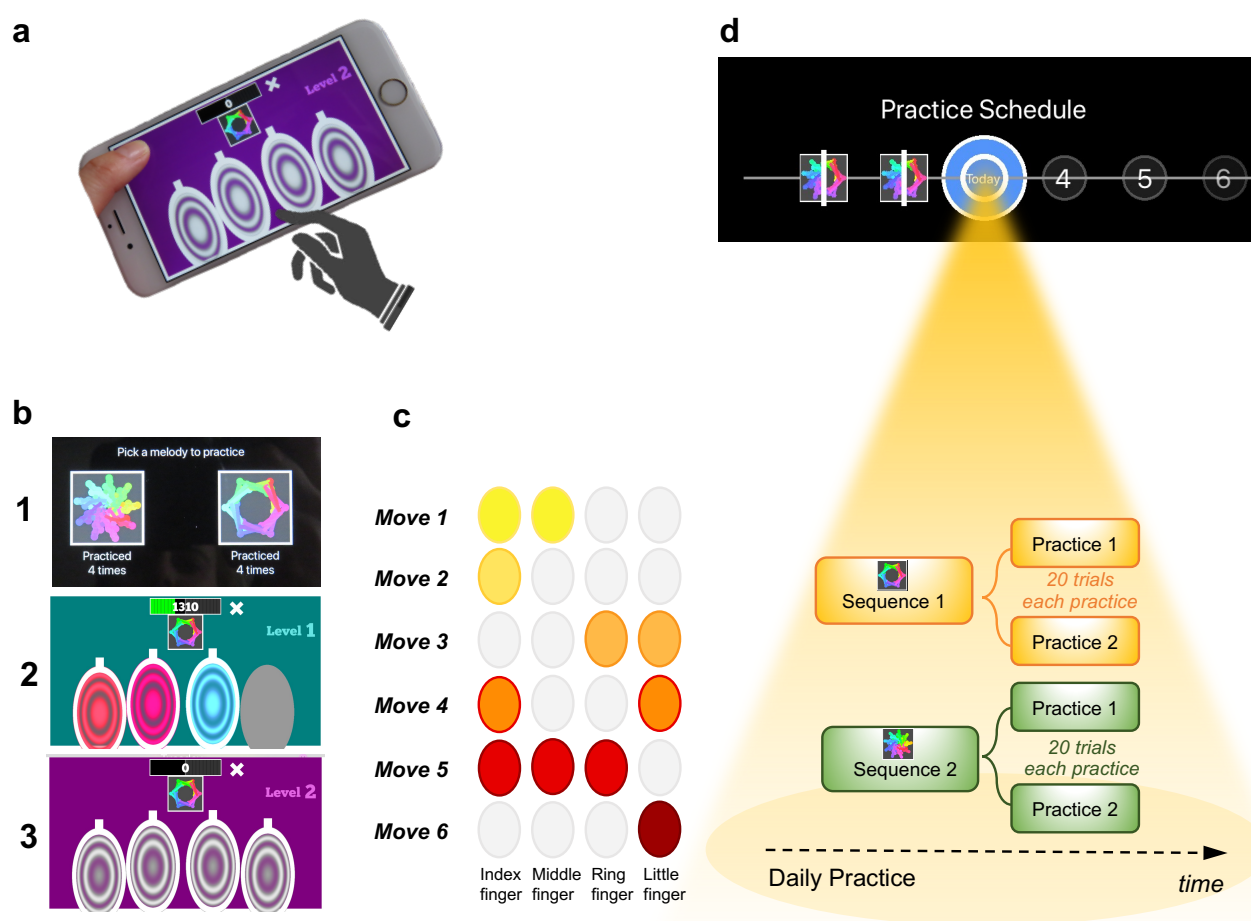 a
Level 2
0
b
1
Pick a melody to practice
Practiced
4 times
Practiced
4 times
2
1310
Level 1
3
0
Level 2
c
Move 1
Move 2
Move 3
Move 4
Move 5
Move 6
Index
finger
Middle
finger
Ring
finger
Little
finger
d
Practice Schedule
Today
4
5
6
Sequence 1
Practice 1
20 trials
each practice
Practice 2
Sequence 2
Practice 1
20 trials
each practice
Practice 2
Daily Practice
time